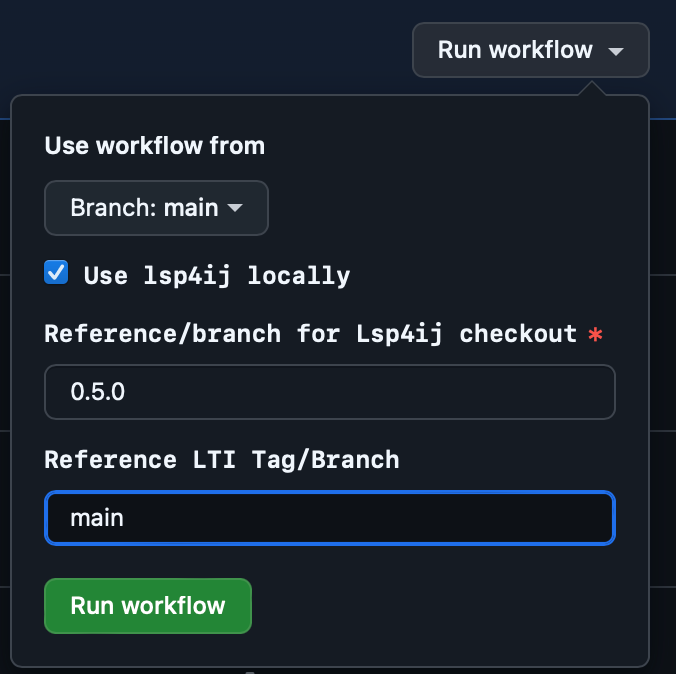 Run workflow
Use workflow from
Branch: main
Use lsp4ij locally
Reference/branch for Lsp4ij checkout *
0.5.0
Reference LTI Tag/Branch
main
Run workflow